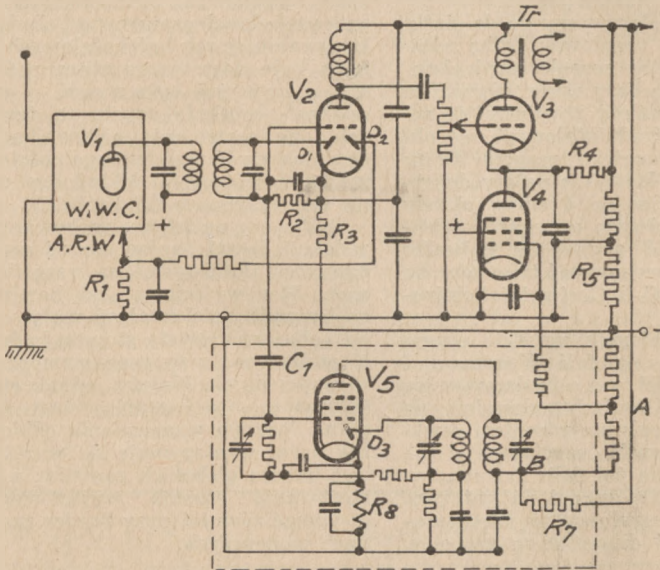 Tr
V2
V3
V1
D2
D1
R4
V4
+
W.W.C.
+
R2
A.R.W
R3
R5
R1
C1
V5
A
D3
B
R8
R7